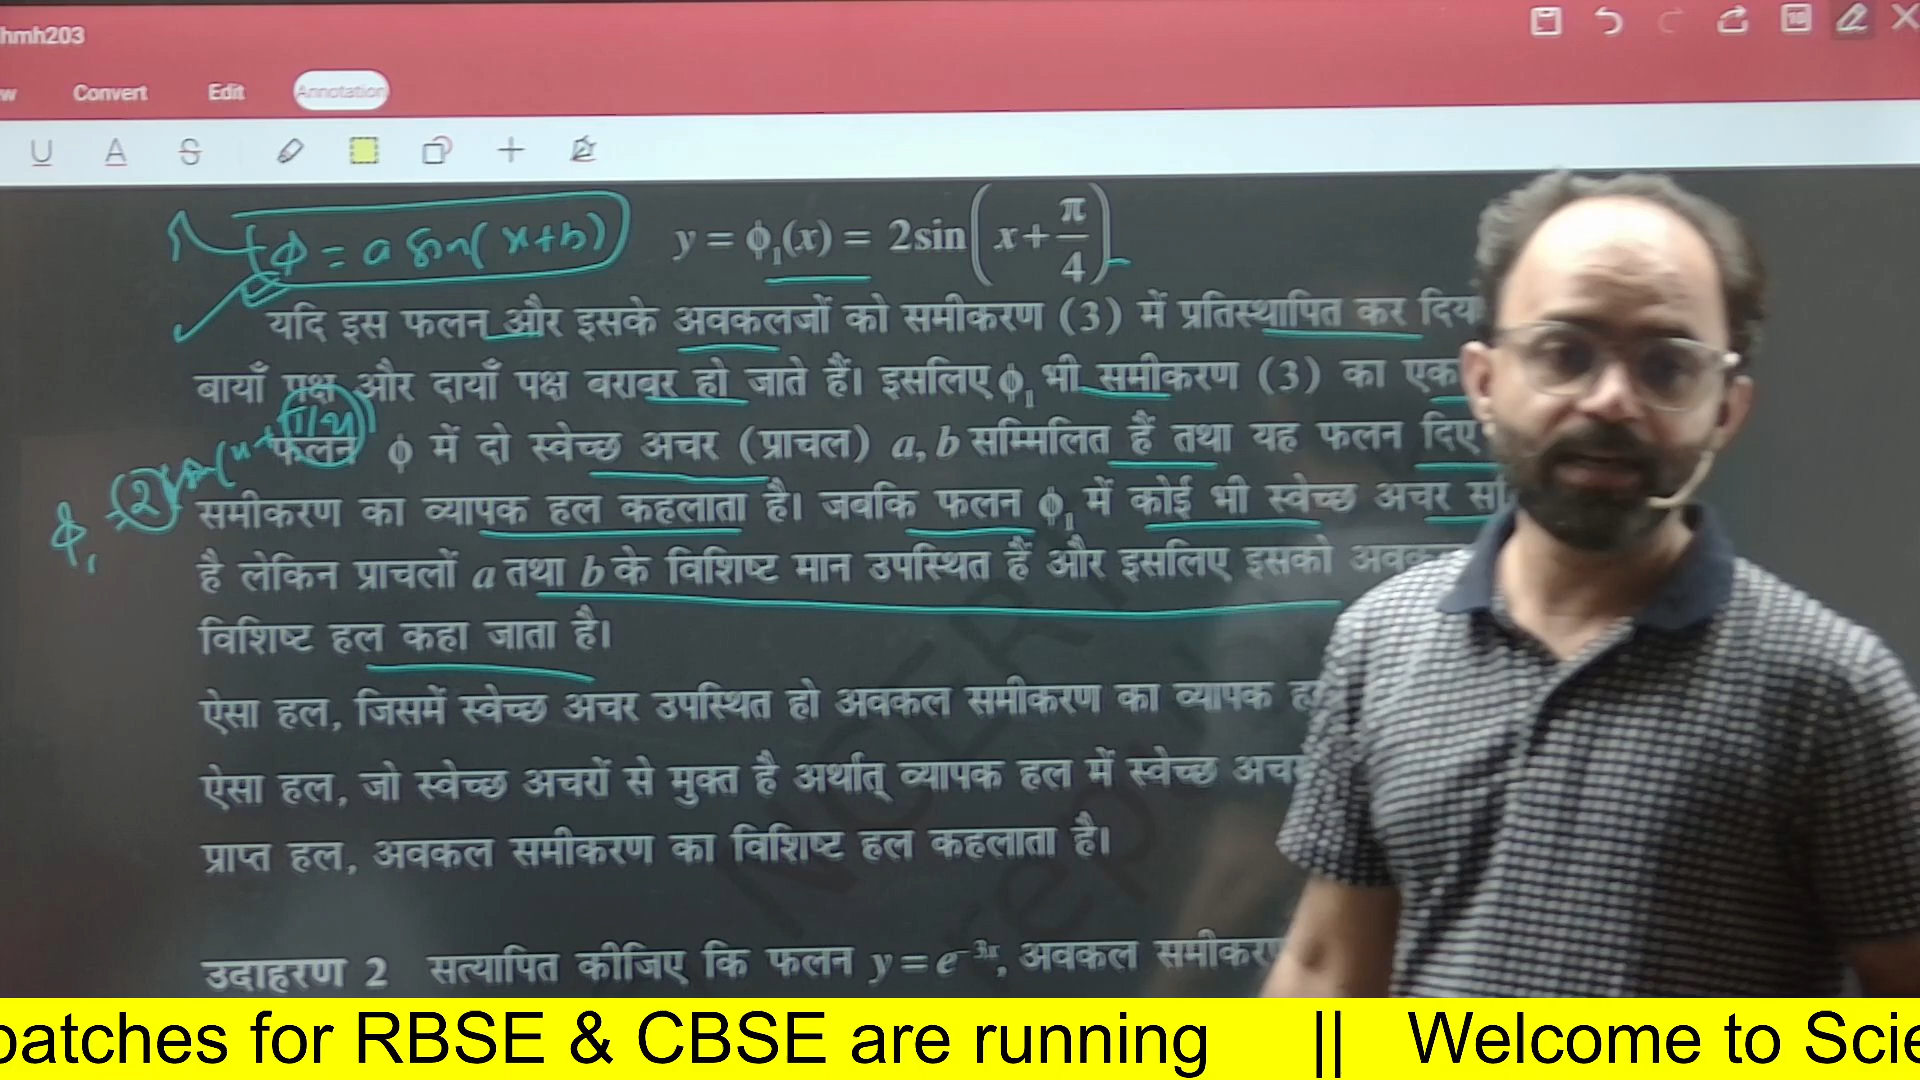 hmh203
Convert Edit Annotation
ϕ = a sin(x+b)
y = ϕ₁(x) = 2sin(x + π/4)
यदि इस फलन और इसके अवकलजों को समीकरण (3) में प्रतिस्थापित कर दिय
बायाँ पक्ष और दायाँ पक्ष बराबर हो जाते हैं। इसलिए ϕ₁ भी समीकरण (3) का एक
फलन ϕ में दो स्वेच्छ अचर (प्राचल) a, b सम्मिलित हैं तथा यह फलन दिए
ϕ₁ = 2 sin(x + π/4)
समीकरण का व्यापक हल कहलाता है। जबकि फलन ϕ₁ में कोई भी स्वेच्छ अचर
है लेकिन प्राचलों a तथा b के विशिष्ट मान उपस्थित हैं और इसलिए इसको
विशिष्ट हल कहा जाता है।
ऐसा हल, जिसमें स्वेच्छ अचर उपस्थित हो अवकल समीकरण का व्यापक
ऐसा हल, जो स्वेच्छ अचरों से मुक्त है अर्थात् व्यापक हल में स्वेच्छ
प्राप्त हल, अवकल समीकरण का विशिष्ट हल कहलाता है।
उदाहरण 2 सत्यापित कीजिए कि फलन y = e⁻³ˣ, अवकल समीकरण
batches for RBSE & CBSE are running || Welcome to Scie